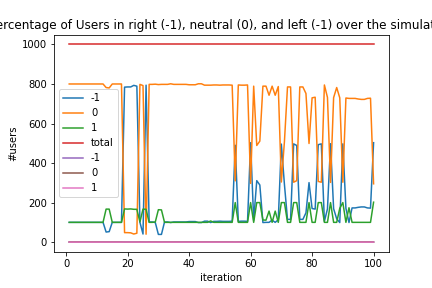 ercentage of Users in right (-1), neutral (0), and left (-1) over the simulat
1000
800
600
400
200
0
#users
-1
0
1
total
-1
0
1
0 20 40 60 80 100
iteration